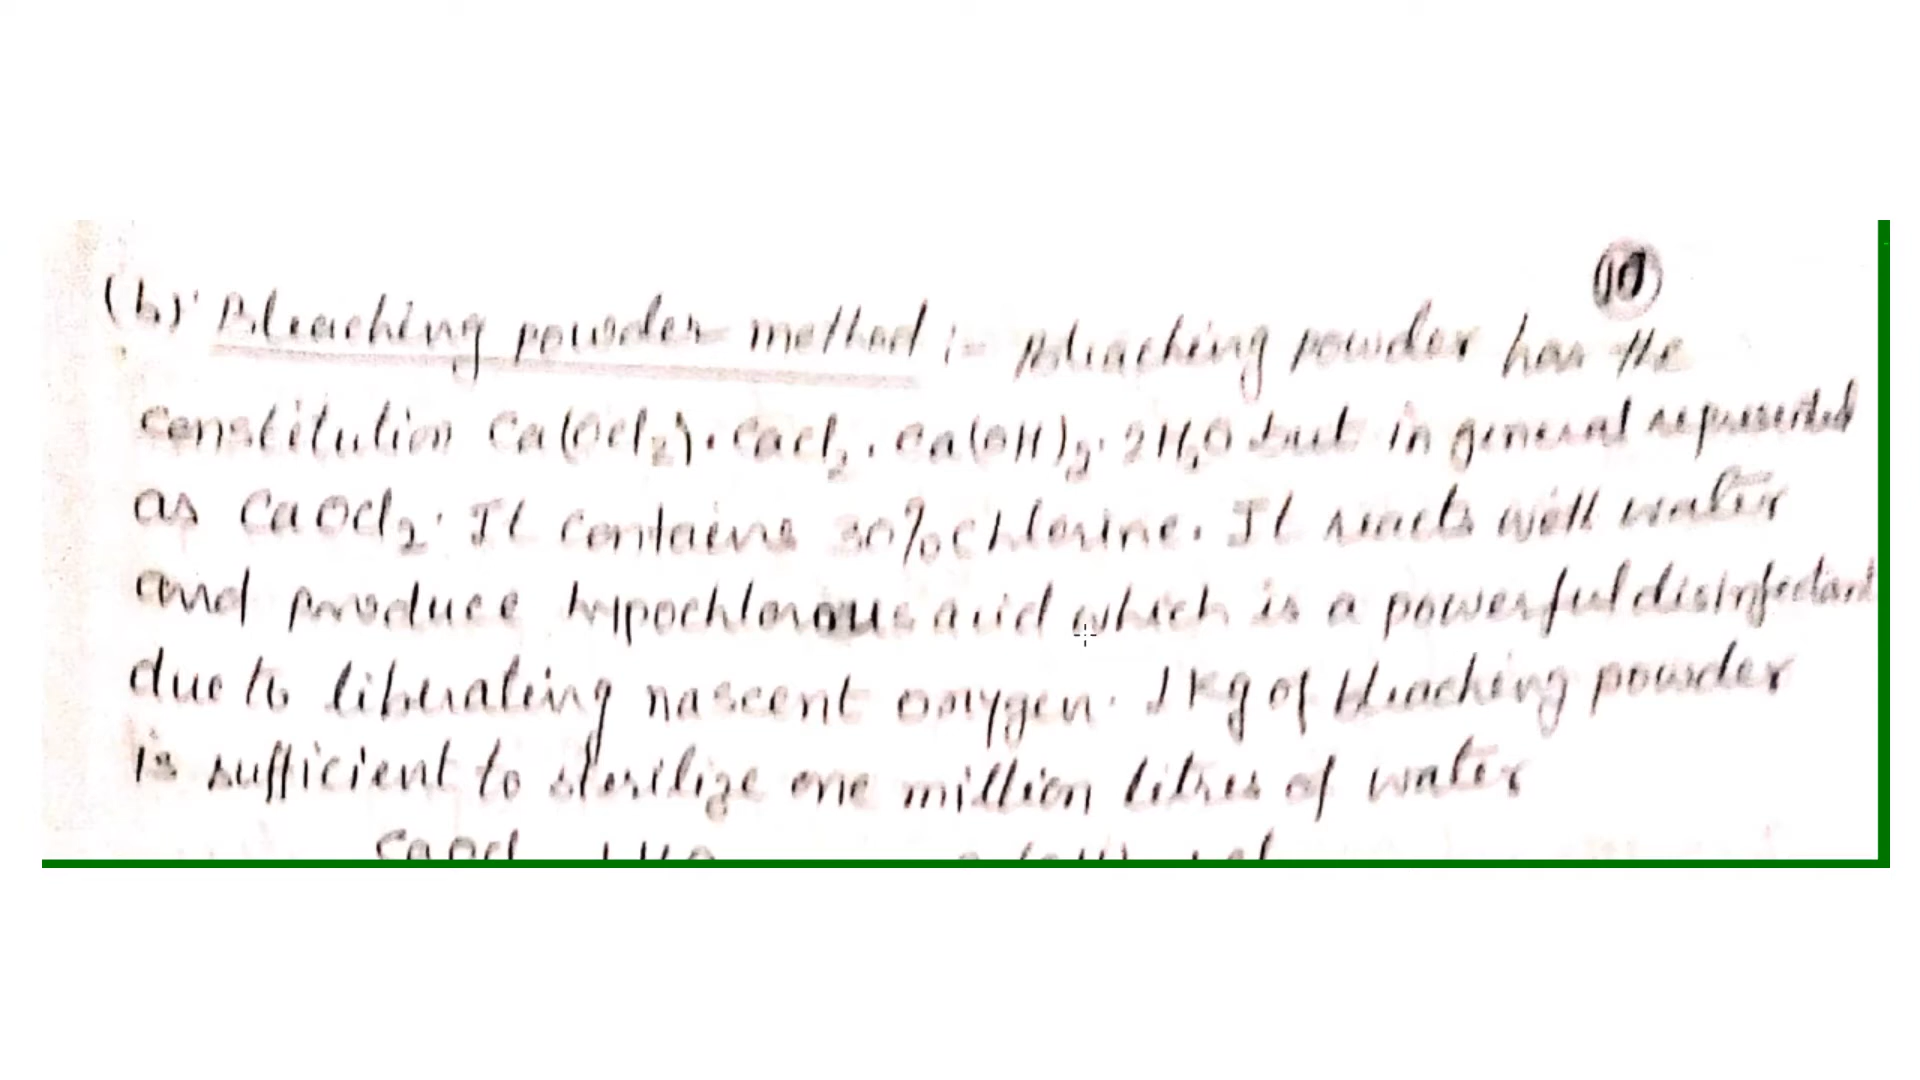 10
(b) Bleaching powder method :- Bleaching powder has the
constitution Ca(OCl₂).CaCl₂.Ca(OH)₂.2H₂O but in general represented
as CaOCl₂. It contains 30% chlorine. It reacts with water
and produce hypochlorous acid which is a powerful disinfectant
due to liberating nascent oxygen. 1 kg of bleaching powder
is sufficient to sterilize one million litres of water